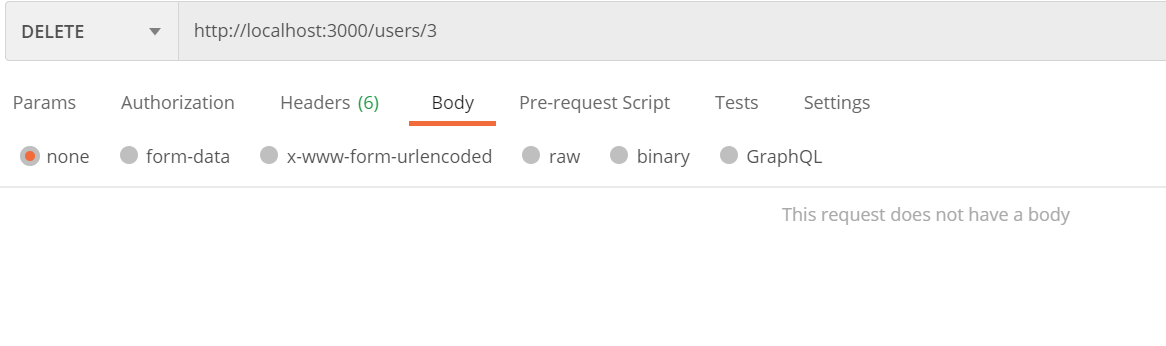 DELETE http://localhost:3000/users/3
Params Authorization Headers (6) Body Pre-request Script Tests Settings
none form-data x-www-form-urlencoded raw binary GraphQL
This request does not have a body